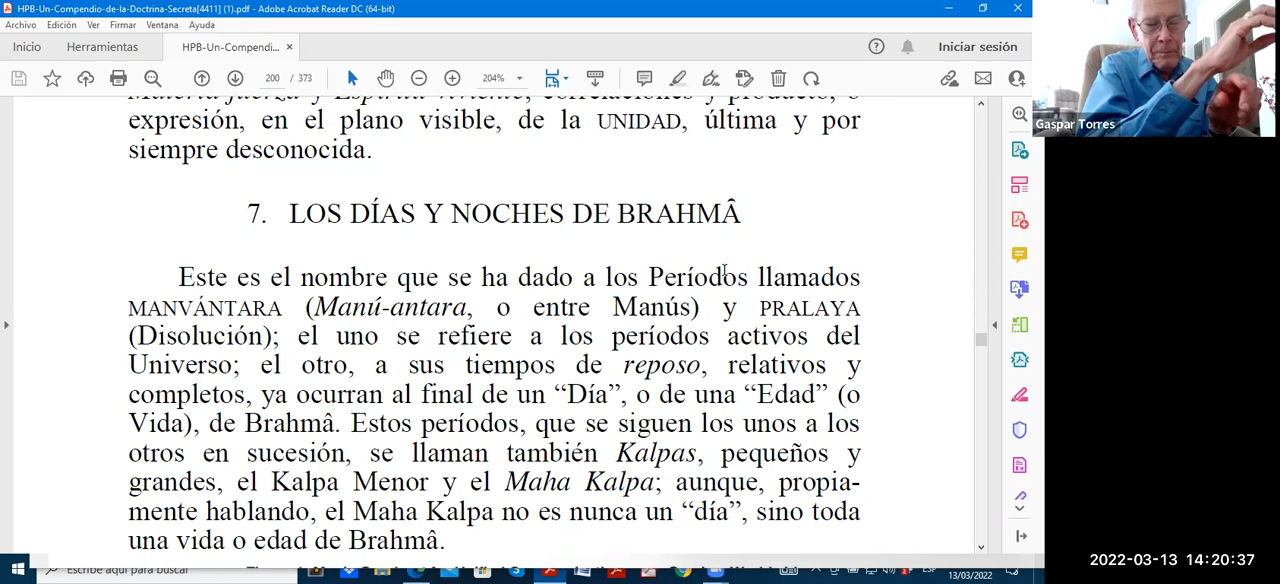 HPB-Un-Compendio-de-la-Doctrina-Secreta[4411] (1).pdf - Adobe Acrobat Reader DC (64-bit)
Archivo Edición Ver Firmar Ventana Ayuda
Inicio Herramientas HPB-Un-Compendi... × Iniciar sesión
200 / 373 204%
expresión, en el plano visible, de la UNIDAD, última y por
siempre desconocida.
7. LOS DÍAS Y NOCHES DE BRAHMÂ
Este es el nombre que se ha dado a los Períodos llamados
MANVÁNTARA (Manú-antara, o entre Manús) y PRALAYA
(Disolución); el uno se refiere a los períodos activos del
Universo; el otro, a sus tiempos de reposo, relativos y
completos, ya ocurran al final de un “Día”, o de una “Edad” (o
Vida), de Brahmâ. Estos períodos, que se siguen los unos a los
otros en sucesión, se llaman también Kalpas, pequeños y
grandes, el Kalpa Menor y el Maha Kalpa; aunque, propia-
mente hablando, el Maha Kalpa no es nunca un “día”, sino toda
una vida o edad de Brahmâ.
Escribe aquí para buscar
13/03/2022
Gaspar Torres
2022-03-13 14:20:37